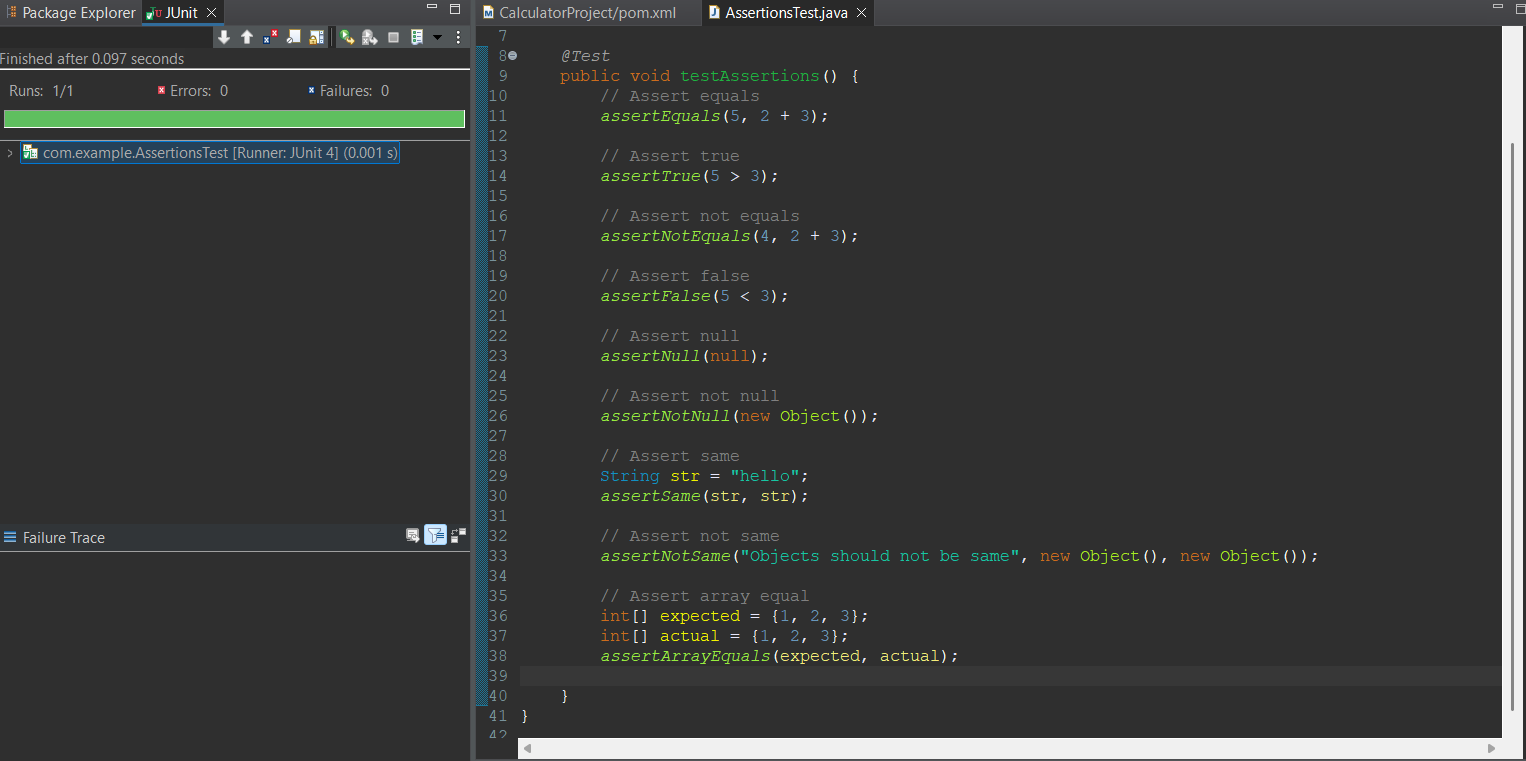 Package Explorer
JUnit
Finished after 0.097 seconds
Runs: 1/1
Errors: 0
Failures: 0
com.example.AssertionsTest [Runner: JUnit 4] (0.001 s)
Failure Trace
CalculatorProject/pom.xml
AssertionsTest.java
7
8 @Test
9 public void testAssertions() {
10 // Assert equals
11 assertEquals(5, 2 + 3);
12
13 // Assert true
14 assertTrue(5 > 3);
15
16 // Assert not equals
17 assertNotEquals(4, 2 + 3);
18
19 // Assert false
20 assertFalse(5 < 3);
21
22 // Assert null
23 assertNull(null);
24
25 // Assert not null
26 assertNotNull(new Object());
27
28 // Assert same
29 String str = "hello";
30 assertSame(str, str);
31
32 // Assert not same
33 assertNotSame("Objects should not be same", new Object(), new Object());
34
35 // Assert array equal
36 int[] expected = {1, 2, 3};
37 int[] actual = {1, 2, 3};
38 assertArrayEquals(expected, actual);
39
40 }
41 }
42